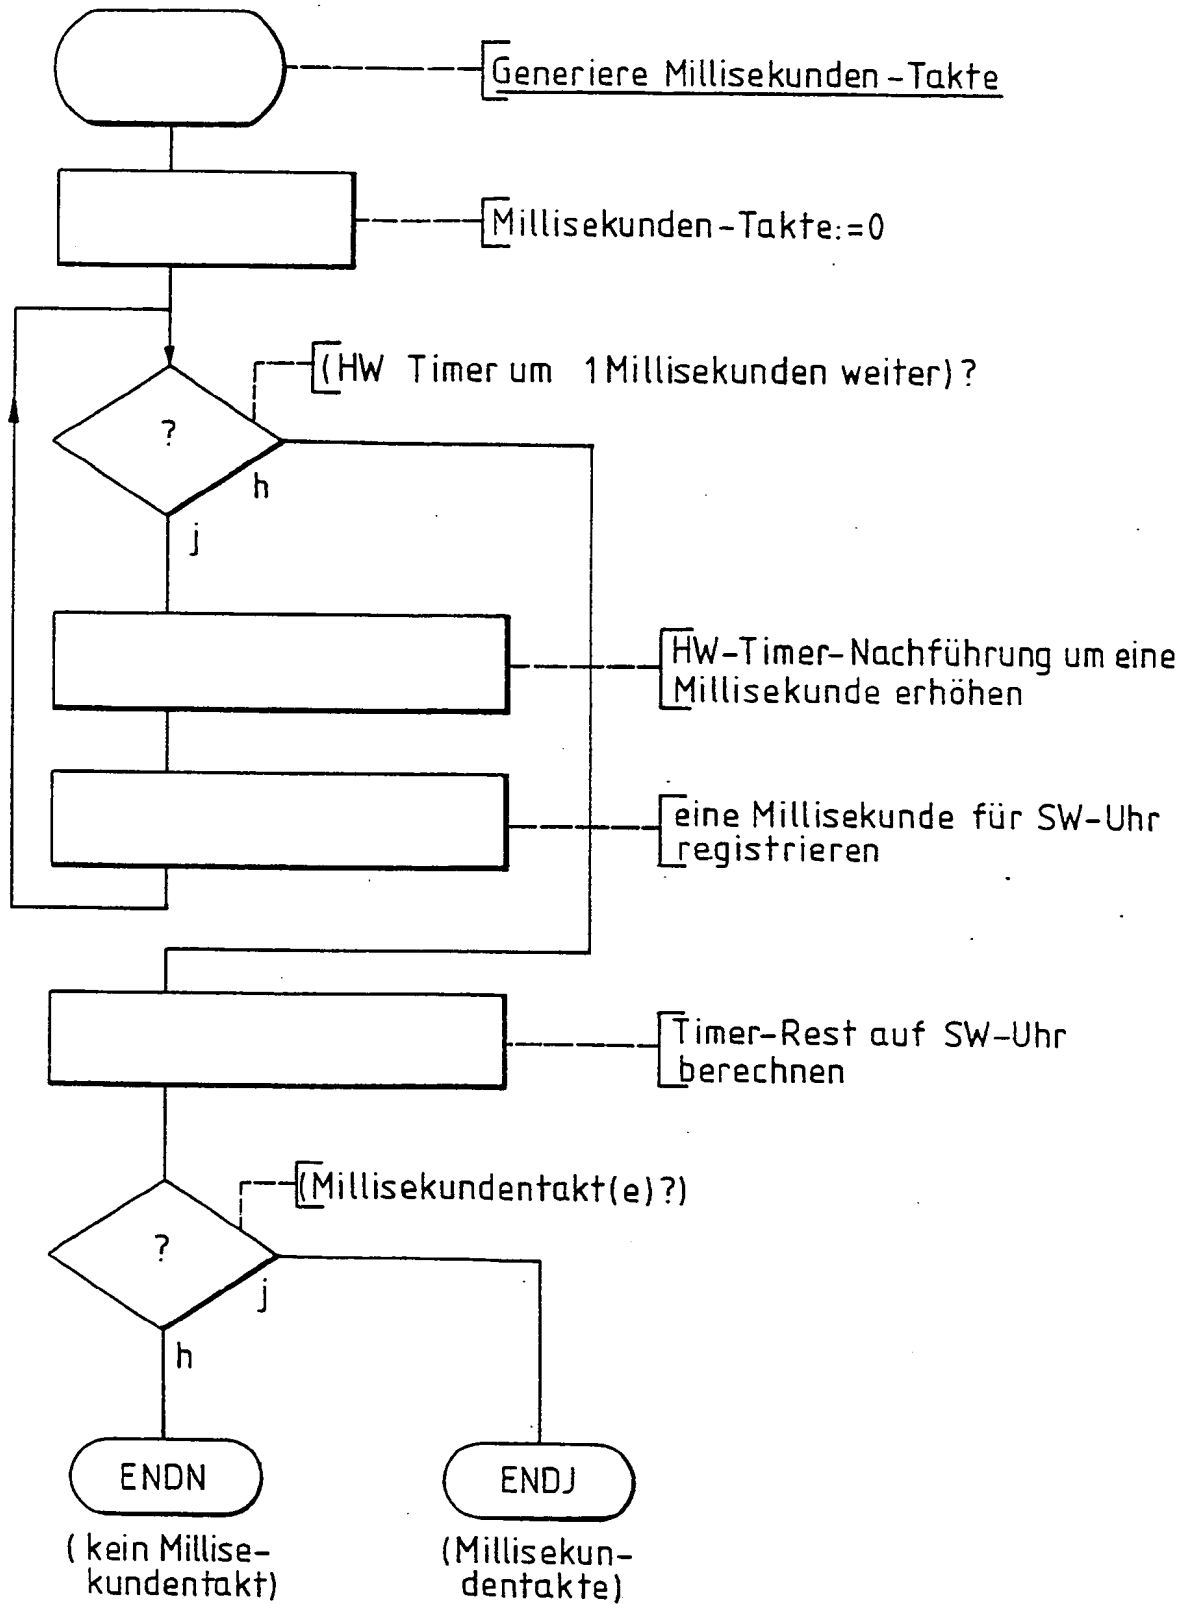 Generiere Millisekunden-Takte
Millisekunden-Takte:=0
(HW Timer um 1Millisekunden weiter)?
?
h
j
HW-Timer-Nachführung um eine
Millisekunde erhöhen
eine Millisekunde für SW-Uhr
registrieren
Timer-Rest auf SW-Uhr
berechnen
(Millisekundentakt(e)?)
?
j
h
ENDN
ENDJ
(kein Millise-
kundentakt)
(Millisekun-
dentakte)